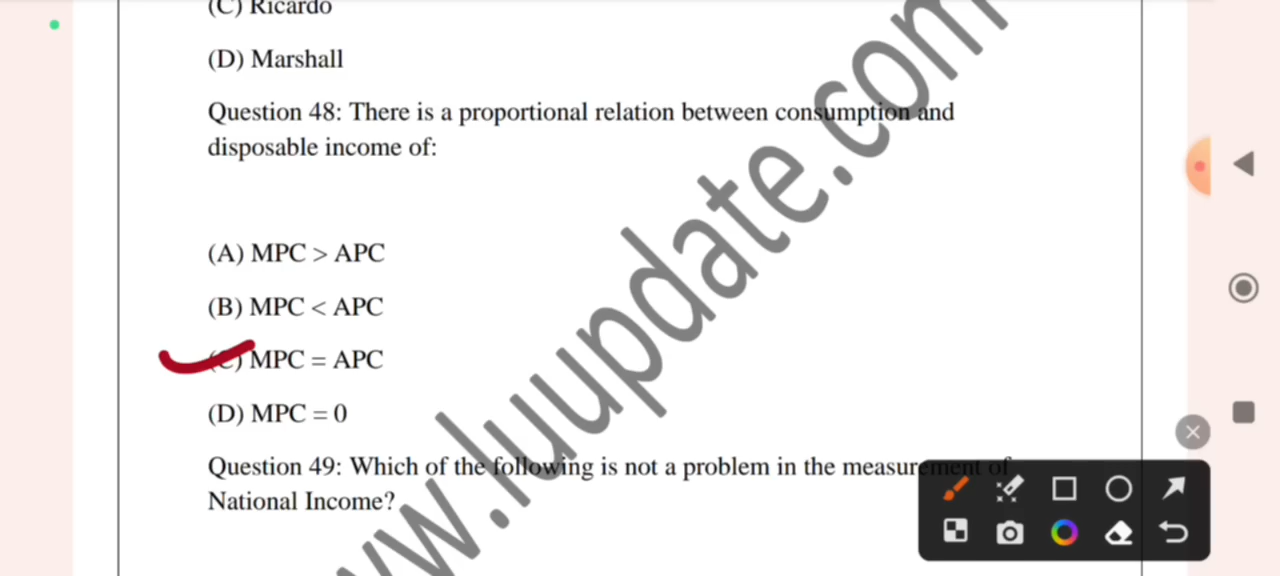 (C) Ricardo
(D) Marshall
Question 48: There is a proportional relation between consumption and
disposable income of:
(A) MPC > APC
(B) MPC < APC
(C) MPC = APC
(D) MPC = 0
Question 49: Which of the following is not a problem in the measurement of
National Income?
www.luupdate.com